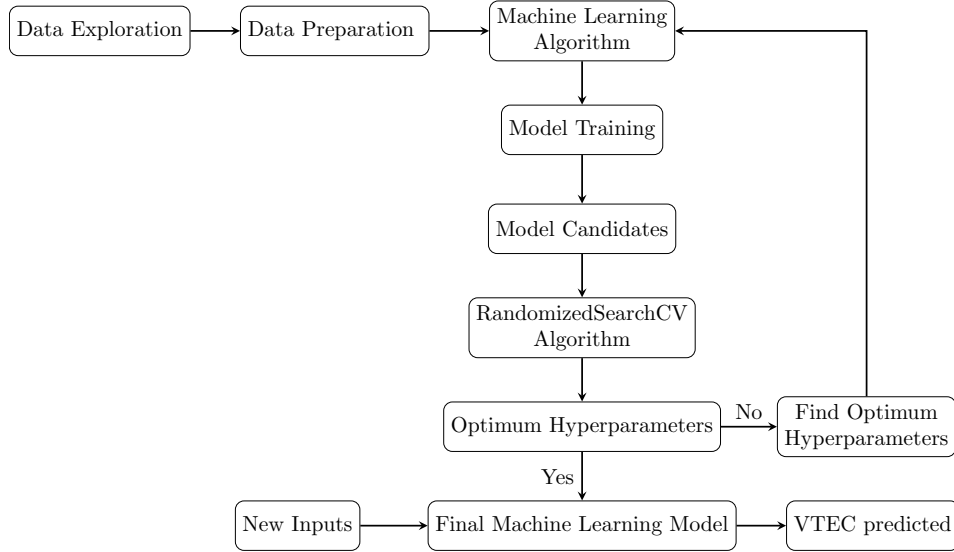 Data Exploration
Data Preparation
Machine Learning
Algorithm
Model Training
Model Candidates
RandomizedSearchCV
Algorithm
Optimum Hyperparameters
No
Find Optimum
Hyperparameters
Yes
New Inputs
Final Machine Learning Model
VTEC predicted